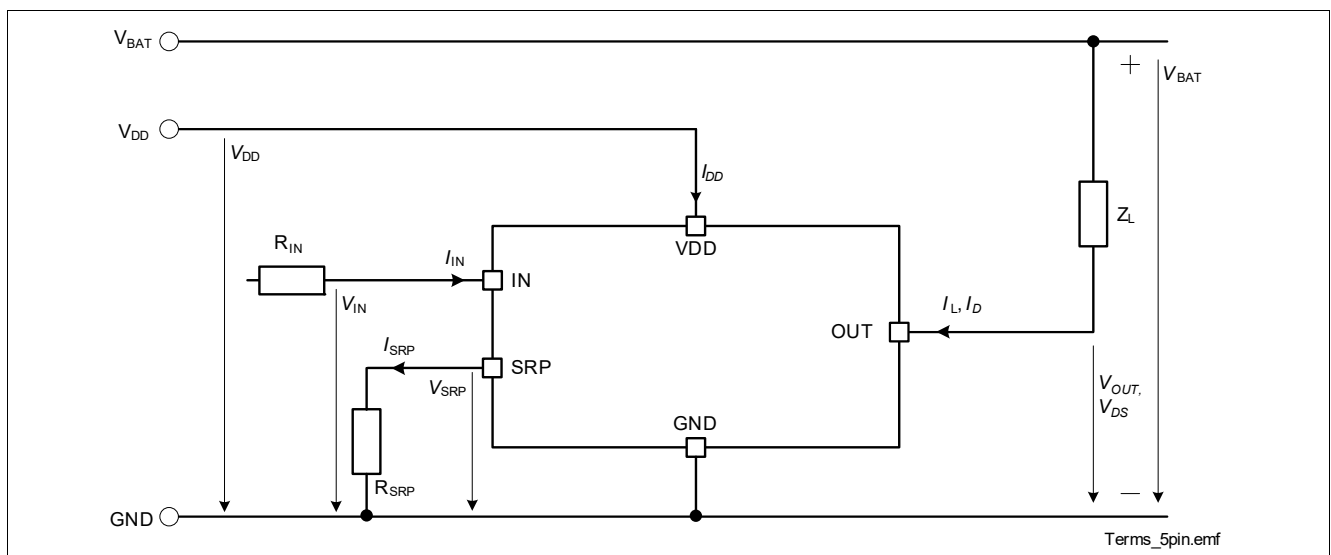 VBAT
+
VBAT
VDD
VDD
IDD
RIN
IIN
VDD
ZL
IN
VIN
IL, ID
OUT
ISRP
SRP
VSRP
VOUT,
VDS
GND
RSRP
–
GND
Terms_5pin.emf